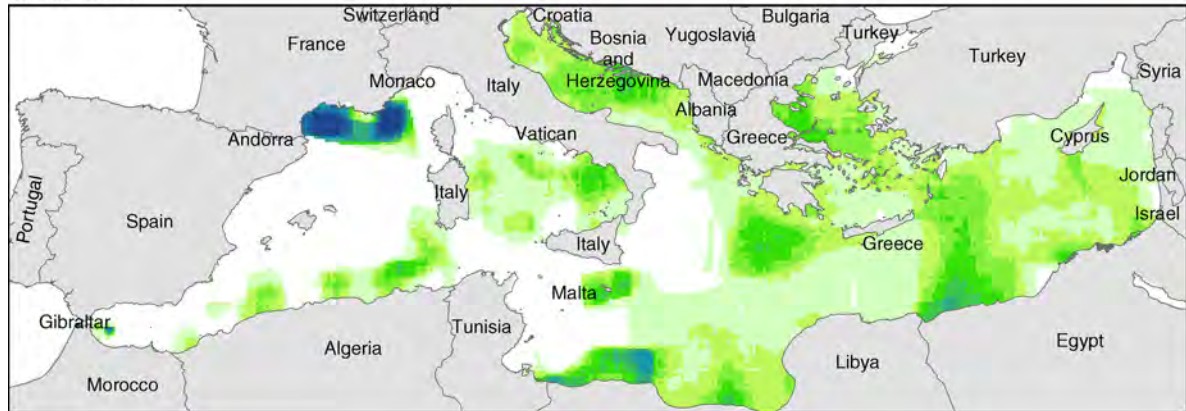 Switzerland
Croatia
Bulgaria
France
Bosnia
and
Herzegovina
Yugoslavia
Turkey
Turkey
Monaco
Italy
Macedonia
Syria
Albania
Andorra
Vatican
Greece
Cyprus
Portugal
Spain
Italy
Jordan
Israel
Italy
Greece
Malta
Gibraltar
Tunisia
Algeria
Libya
Egypt
Morocco